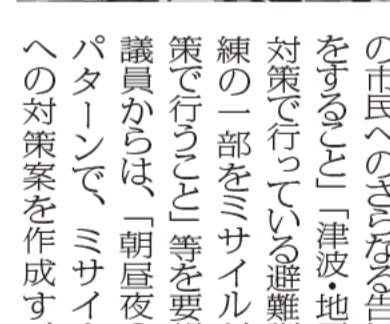 の市民へのさらなる告
をすること」「津波・地
対策で行っている避難
練の一部をミサイル
策で行うこと」等を要
議員からは、「朝昼夜
パターンで、ミサイ
への対策案を作成す